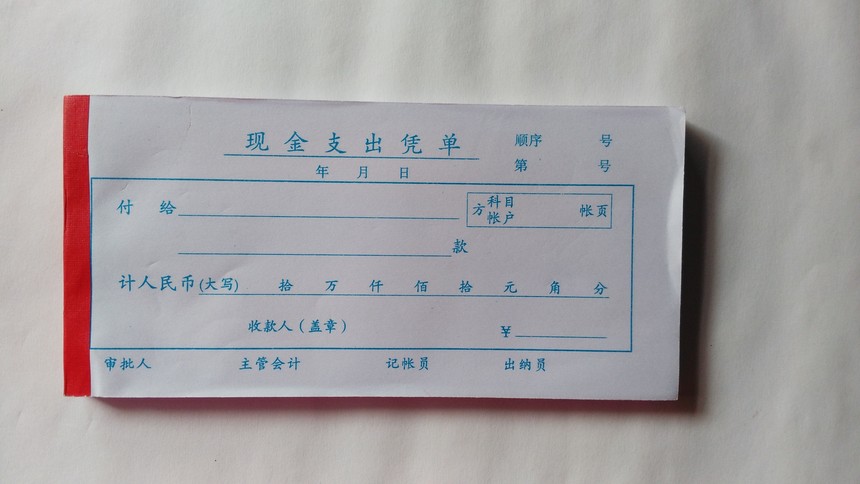 现金支出凭单
顺序 号
年 月 日
第 号
付 给
方 科目 帐页
帐户
款
计人民币(大写) 拾 万 仟 佰 拾 元 角 分
收款人(盖章) ¥
审批人 主管会计 记帐员 出纳员